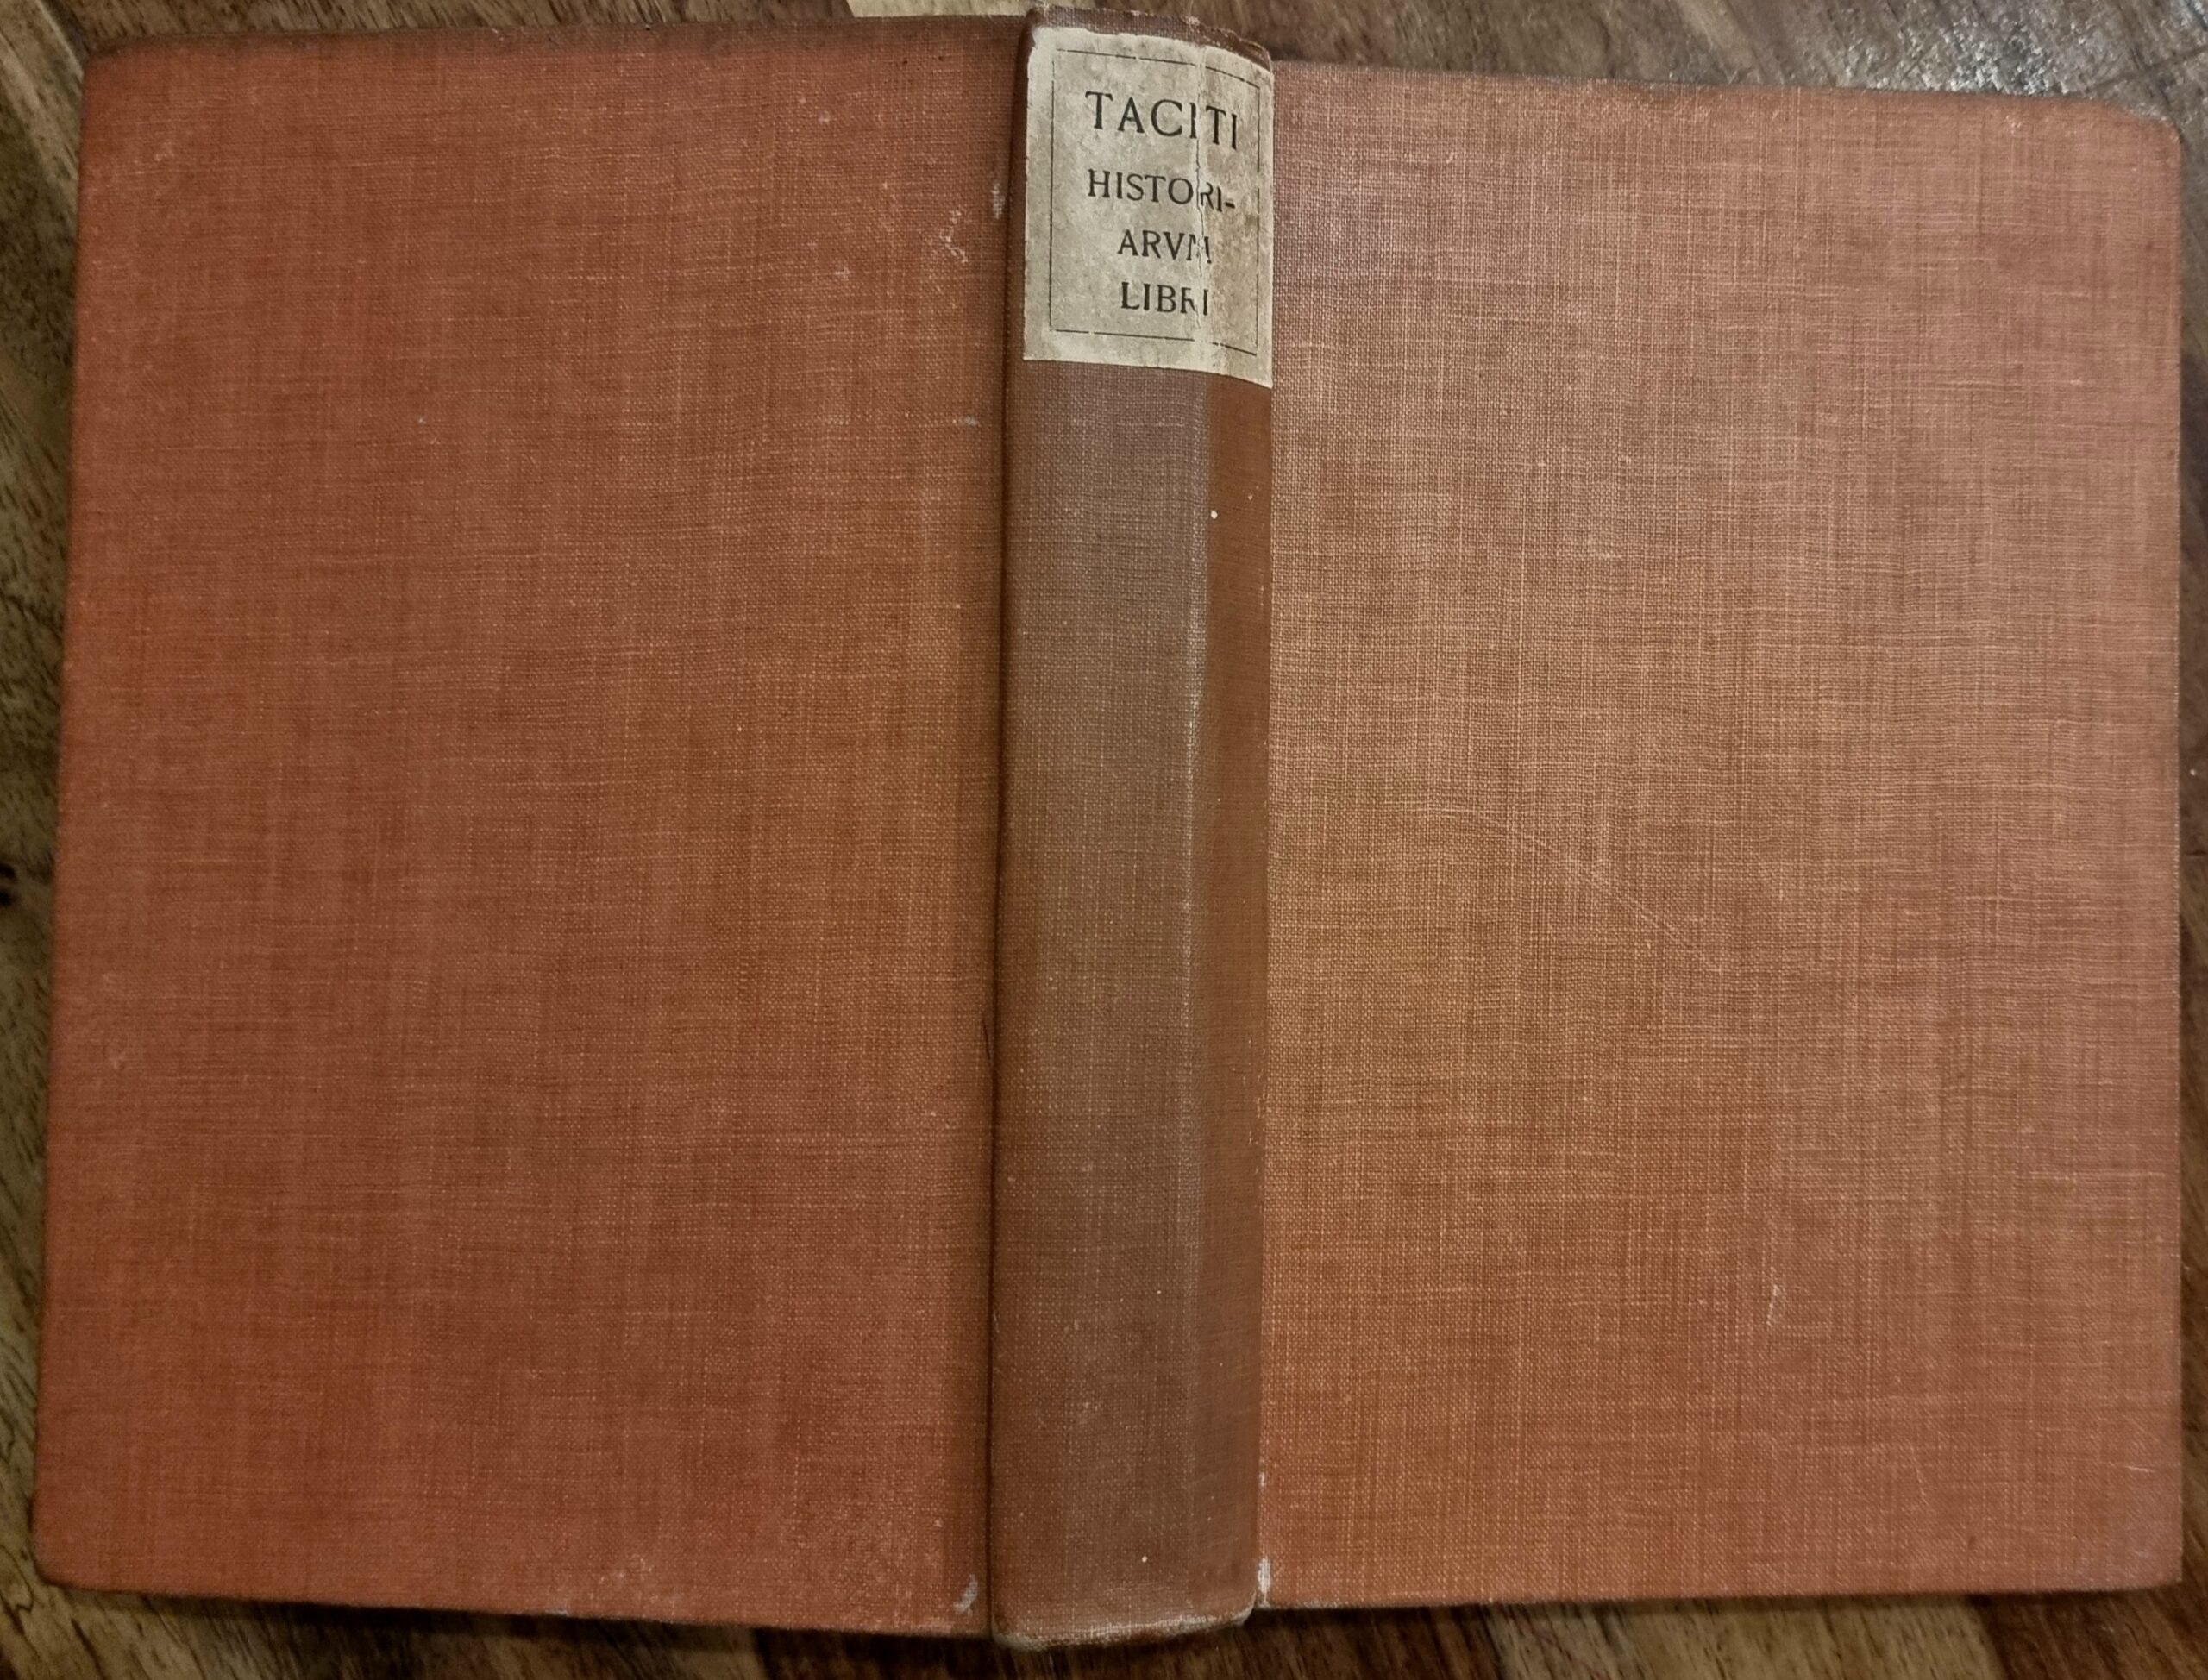 TACITI
HISTORI-
ARVM
LIBRI